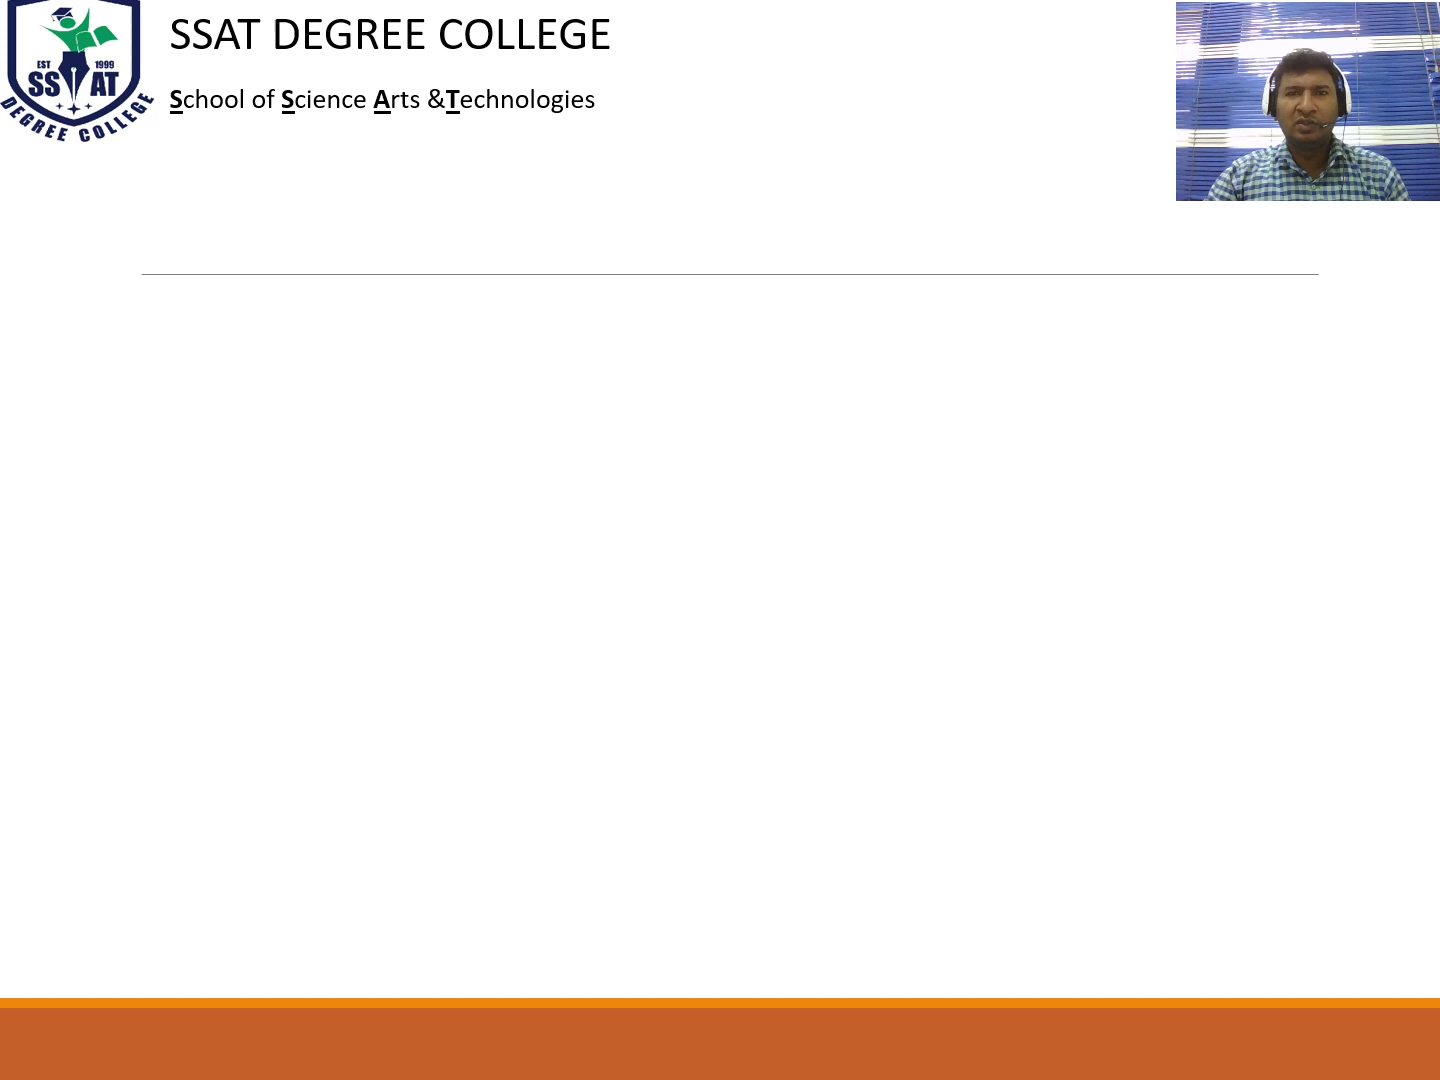 SSAT DEGREE COLLEGE
School of Science Arts &Technologies
EST 1999
SS AT
DEGREE COLLEGE